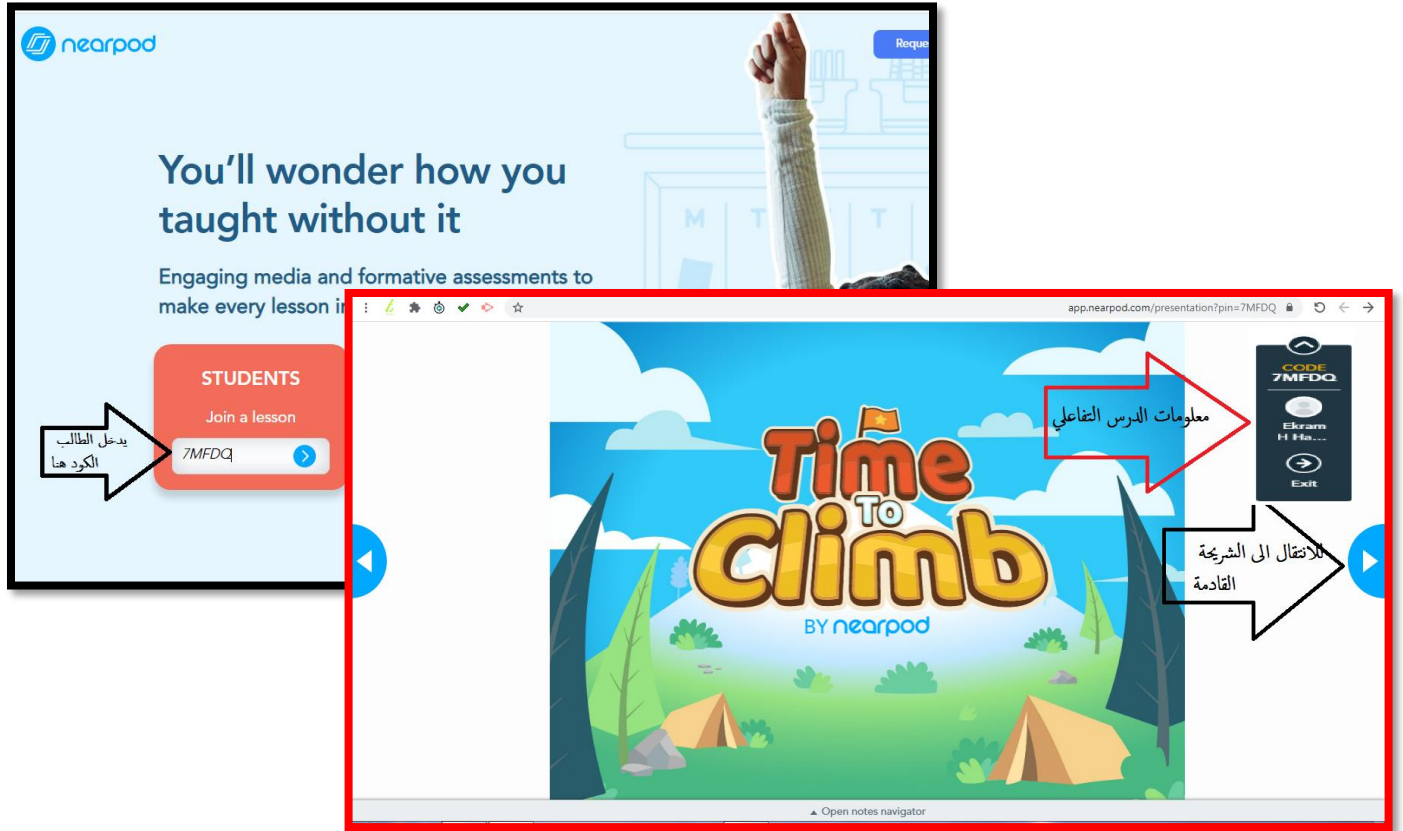 nearpod
Reque
You'll wonder how you
taught without it
Engaging media and formative assessments to
make every lesson in
STUDENTS
Join a lesson
7MFDQ
يدخل الطالب
الكود هنا
M T T
app.nearpod.com/presentation?pin=7MFDQ
CODE
7MFDQ
Ekram
H Ha...
Exit
معلومات الدرس التفاعلي
Time
To
Climb
BY nearpod
للانتقال الى الشريحة
القادمة
Open notes navigator